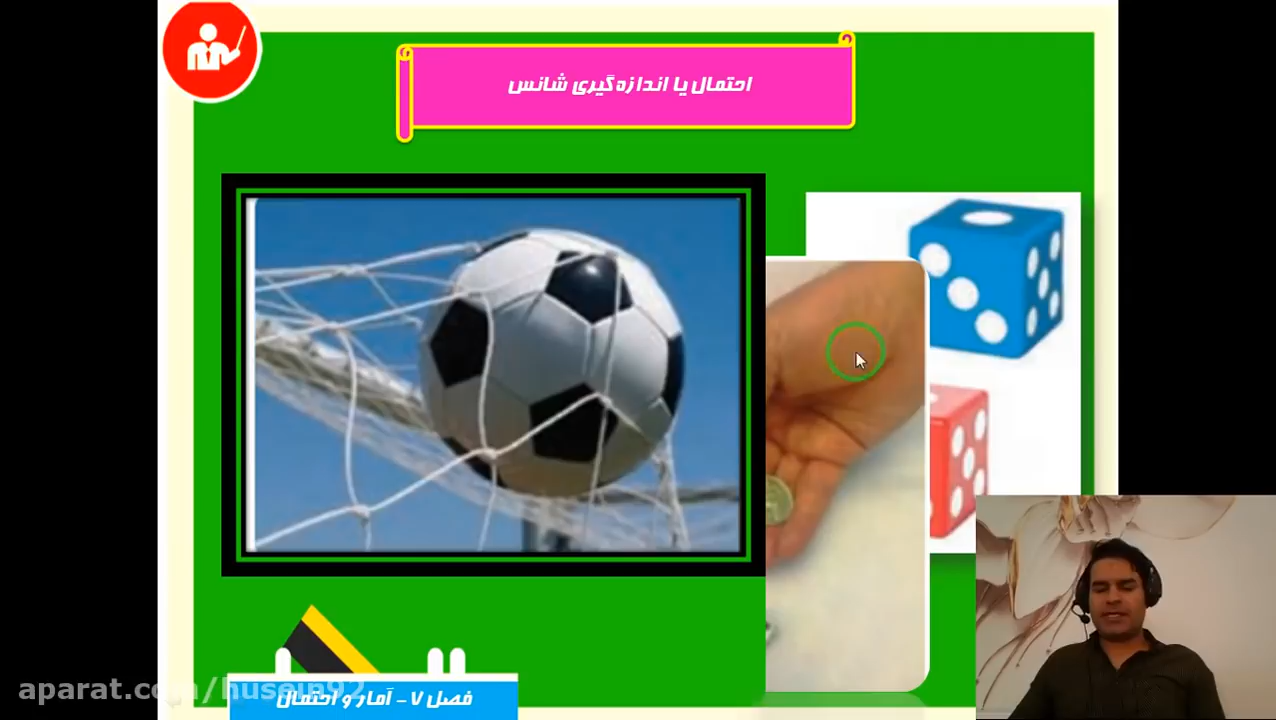 احتمال یا اندازه‌گیری شانس
فصل ۷ - آمار و احتمال
aparat.com/husein92